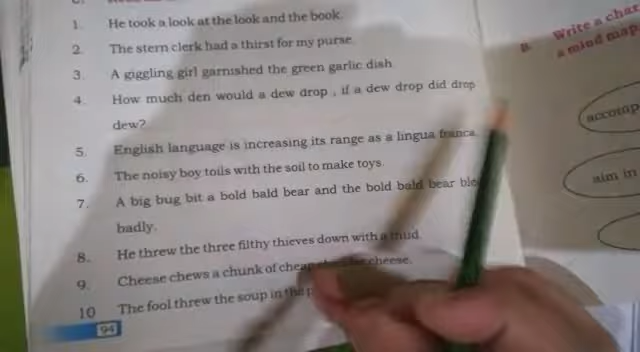 1. He took a look at the look and the book.
2. The stern clerk had a thirst for my purse.
3. A giggling girl garnished the green garlic dish
4. How much den would a dew drop , if a dew drop did drop
dew?
5. English language is increasing its range as a lingua franca.
6. The noisy boy toils with the soil to make toys.
7. A big bug bit a bold bald bear and the bold bald bear
badly.
8. He threw the three filthy thieves down with a thud.
9. Cheese chews a chunk of cheap cheese.
10 The fool threw the soup in the
94
B. Write a
a mind map
aim in